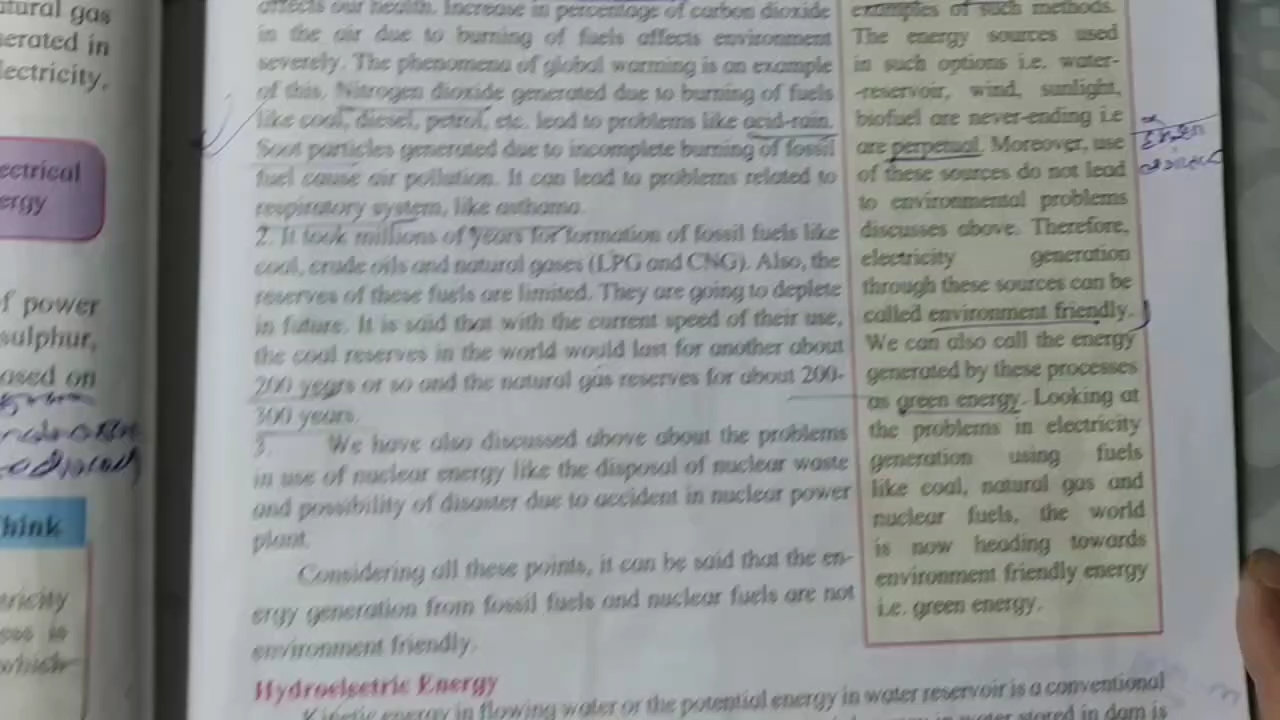 atural gas
nerated in
lectricity,
ectrical
ergy
f power
sulphur,
ased on
hink
tricity
ess is
which
affects our health. Increase in percentage of carbon dioxide
in the air due to burning of fuels affects environment
severely. The phenomena of global warming is an example
of this. Nitrogen dioxide generated due to burning of fuels
like coal, diesel, petrol, etc. lead to problems like acid-rain.
Soot particles generated due to incomplete burning of fossil
fuel cause air pollution. It can lead to problems related to
respiratory system, like asthama.
2. It took millions of years for formation of fossil fuels like
coal, crude oils and natural gases (LPG and CNG). Also, the
reserves of these fuels are limited. They are going to deplete
in future. It is said that with the current speed of their use,
the coal reserves in the world would last for another about
200 years or so and the natural gas reserves for about 200-
300 years.
3. We have also discussed above about the problems
in use of nuclear energy like the disposal of nuclear waste
and possibility of disaster due to accident in nuclear power
plant.
Considering all these points, it can be said that the en-
ergy generation from fossil fuels and nuclear fuels are not
environment friendly.
Hydroelectric Energy
Kinetic energy in flowing water or the potential energy in water reservoir is a conventional
water stored in dam is
examples of such methods.
The energy sources used
in such options i.e. water-
-reservoir, wind, sunlight,
biofuel are never-ending i.e
are perpetual. Moreover, use
of these sources do not lead
to environmental problems
discusses above. Therefore,
electricity generation
through these sources can be
called environment friendly.
We can also call the energy
generated by these processes
as green energy. Looking at
the problems in electricity
generation using fuels
like coal, natural gas and
nuclear fuels, the world
is now heading towards
environment friendly energy
i.e. green energy.